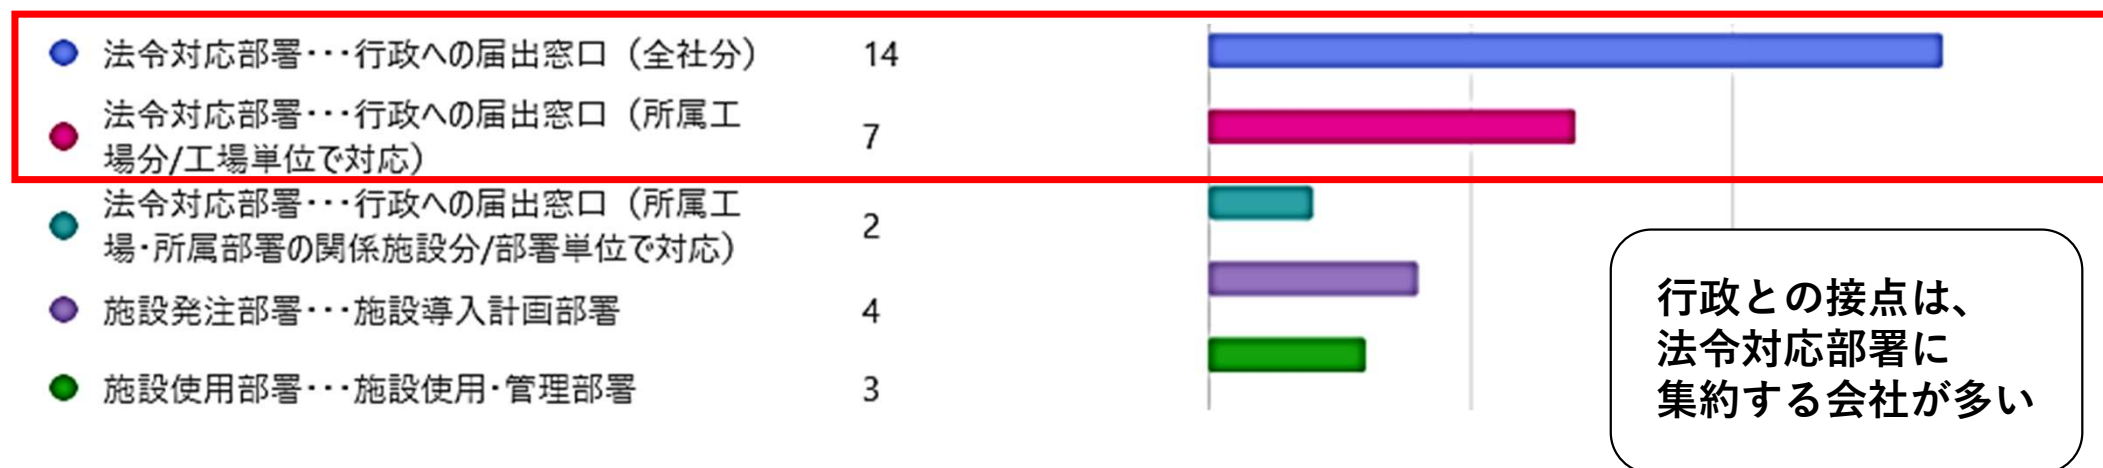 法令対応部署･･･行政への届出窓口（全社分） 14
法令対応部署･･･行政への届出窓口（所属工
場分/工場単位で対応） 7
法令対応部署･･･行政への届出窓口（所属工
場･所属部署の関係施設分/部署単位で対応） 2
施設発注部署･･･施設導入計画部署 4
施設使用部署･･･施設使用･管理部署 3
行政との接点は、
法令対応部署に
集約する会社が多い